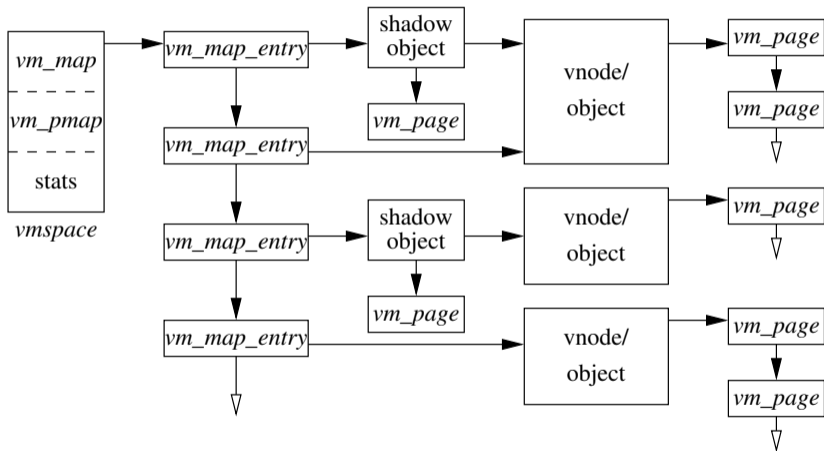 vm_map
vm_pmap
stats
vmspace
vm_map_entry
shadow
object
vm_page
vnode/
object
vm_page
vm_page
vm_map_entry
vm_map_entry
shadow
object
vm_page
vnode/
object
vm_page
vm_map_entry
vnode/
object
vm_page
vm_page